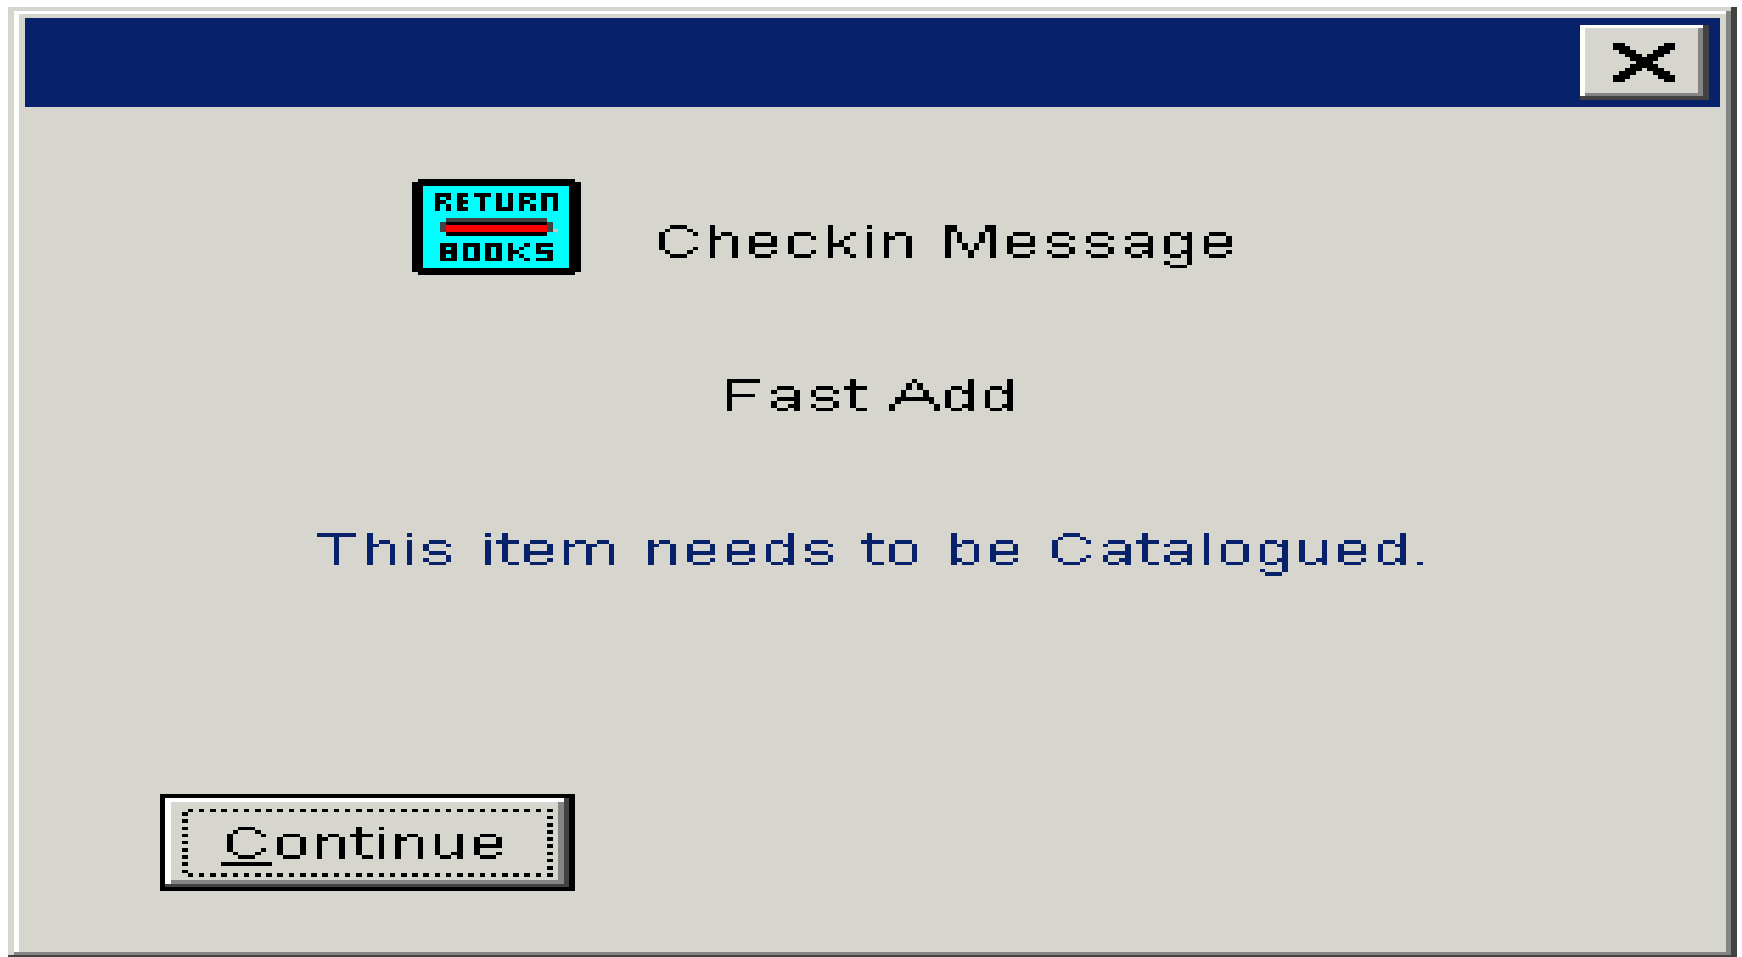 RETURN
BOOKS
Checkin Message
Fast Add
This item needs to be Catalogued.
Continue